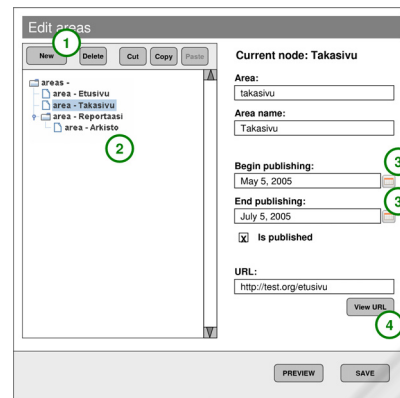 Edit areas
1
New Delete Cut Copy Paste
areas -
area - Etusivu
area - Takasivu
area - Reportaasi
area - Arkisto
2
Current node: Takasivu
Area:
takasivu
Area name:
Takasivu
Begin publishing:
3
May 5, 2005
End publishing:
3
July 5, 2005
X Is published
URL:
http://test.org/etusivu
View URL
4
PREVIEW SAVE